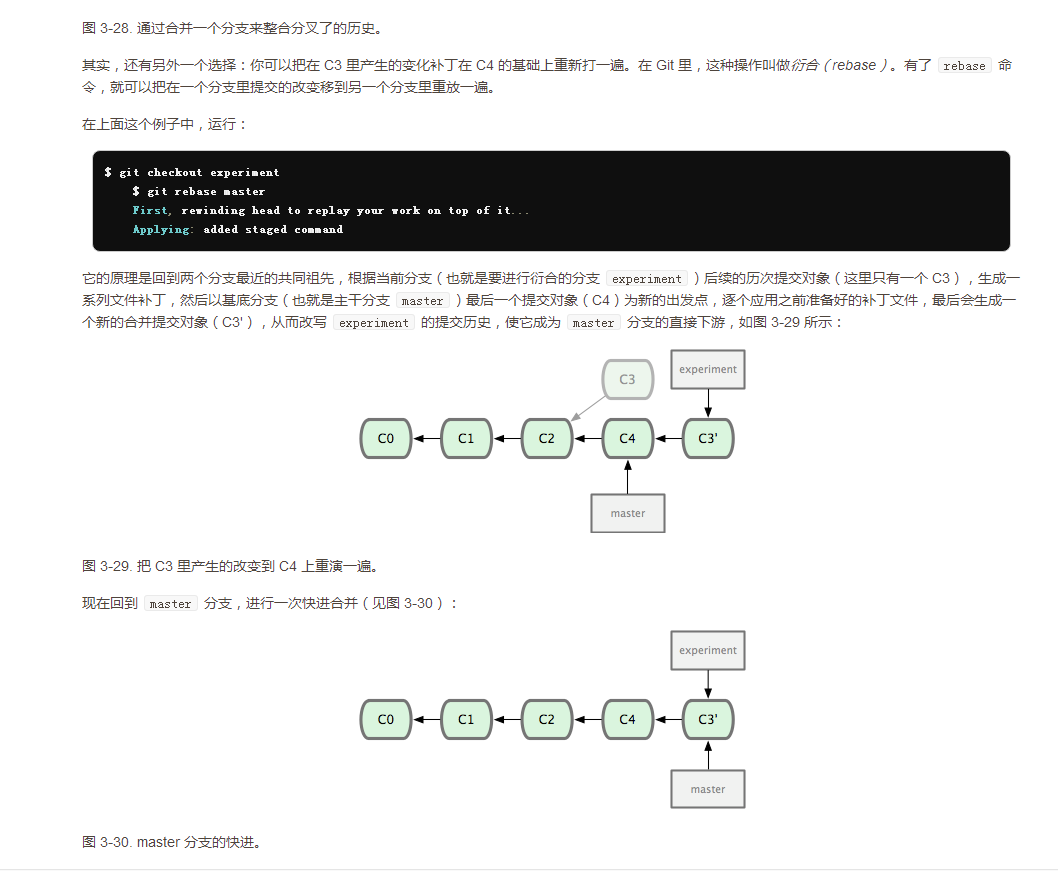 图 3-28. 通过合并一个分支来整合分叉了的历史。
其实，还有另外一个选择：你可以把在 C3 里产生的变化补丁在 C4 的基础上重新打一遍。在 Git 里，这种操作叫做衍合（rebase）。有了 rebase 命
令，就可以把在一个分支里提交的改变移到另一个分支里重放一遍。
在上面这个例子中，运行：
$ git checkout experiment
$ git rebase master
First, rewinding head to replay your work on top of it...
Applying: added staged command
它的原理是回到两个分支最近的共同祖先，根据当前分支（也就是要进行衍合的分支 experiment ）后续的历次提交对象（这里只有一个 C3），生成一
系列文件补丁，然后以基底分支（也就是主干分支 master ）最后一个提交对象（C4）为新的出发点，逐个应用之前准备好的补丁文件，最后会生成一
个新的合并提交对象（C3'），从而改写 experiment 的提交历史，使它成为 master 分支的直接下游，如图 3-29 所示：
C3 experiment
C0 C1 C2 C4 C3'
master
图 3-29. 把 C3 里产生的改变到 C4 上重演一遍。
现在回到 master 分支，进行一次快进合并（见图 3-30）：
experiment
C0 C1 C2 C4 C3'
master
图 3-30. master 分支的快进。